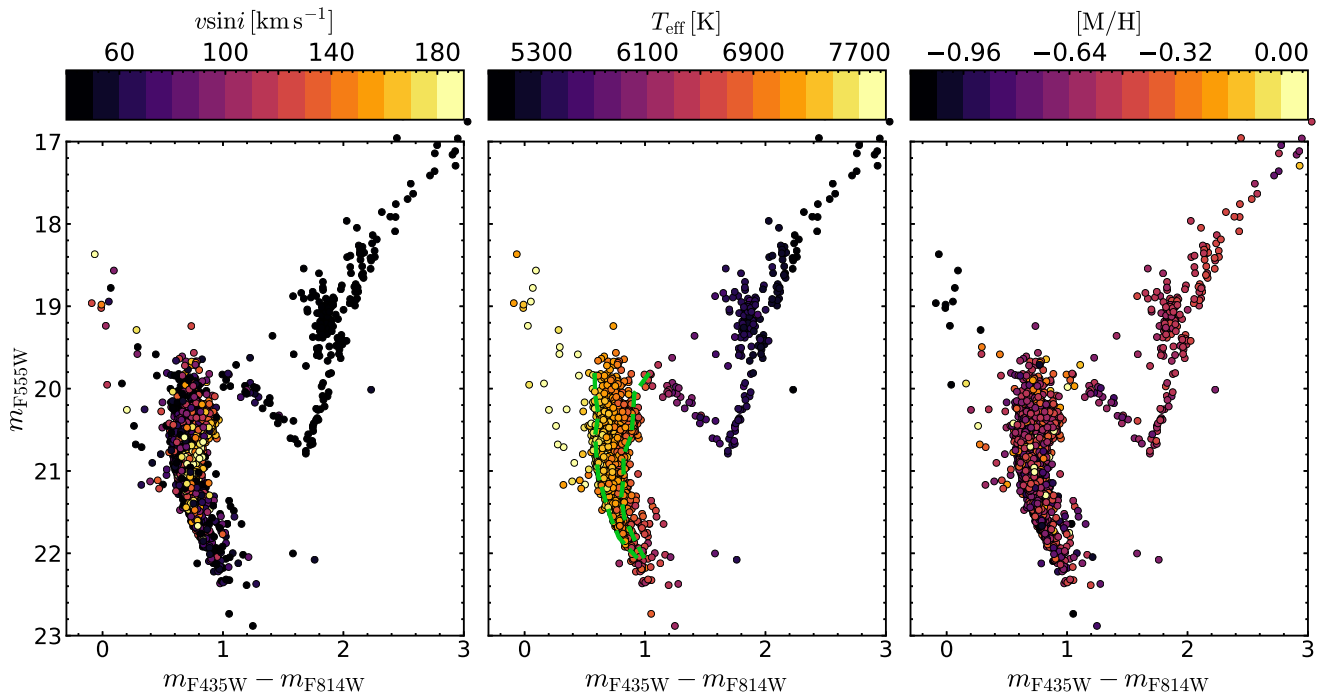 vsini [km s⁻¹] T_eff [K] [M/H]
60 100 140 180 5300 6100 6900 7700 −0.96 −0.64 −0.32 0.00
17
18
19
20
21
22
23
m_F555W
0 1 2 3 0 1 2 3 0 1 2 3
m_F435W − m_F814W m_F435W − m_F814W m_F435W − m_F814W